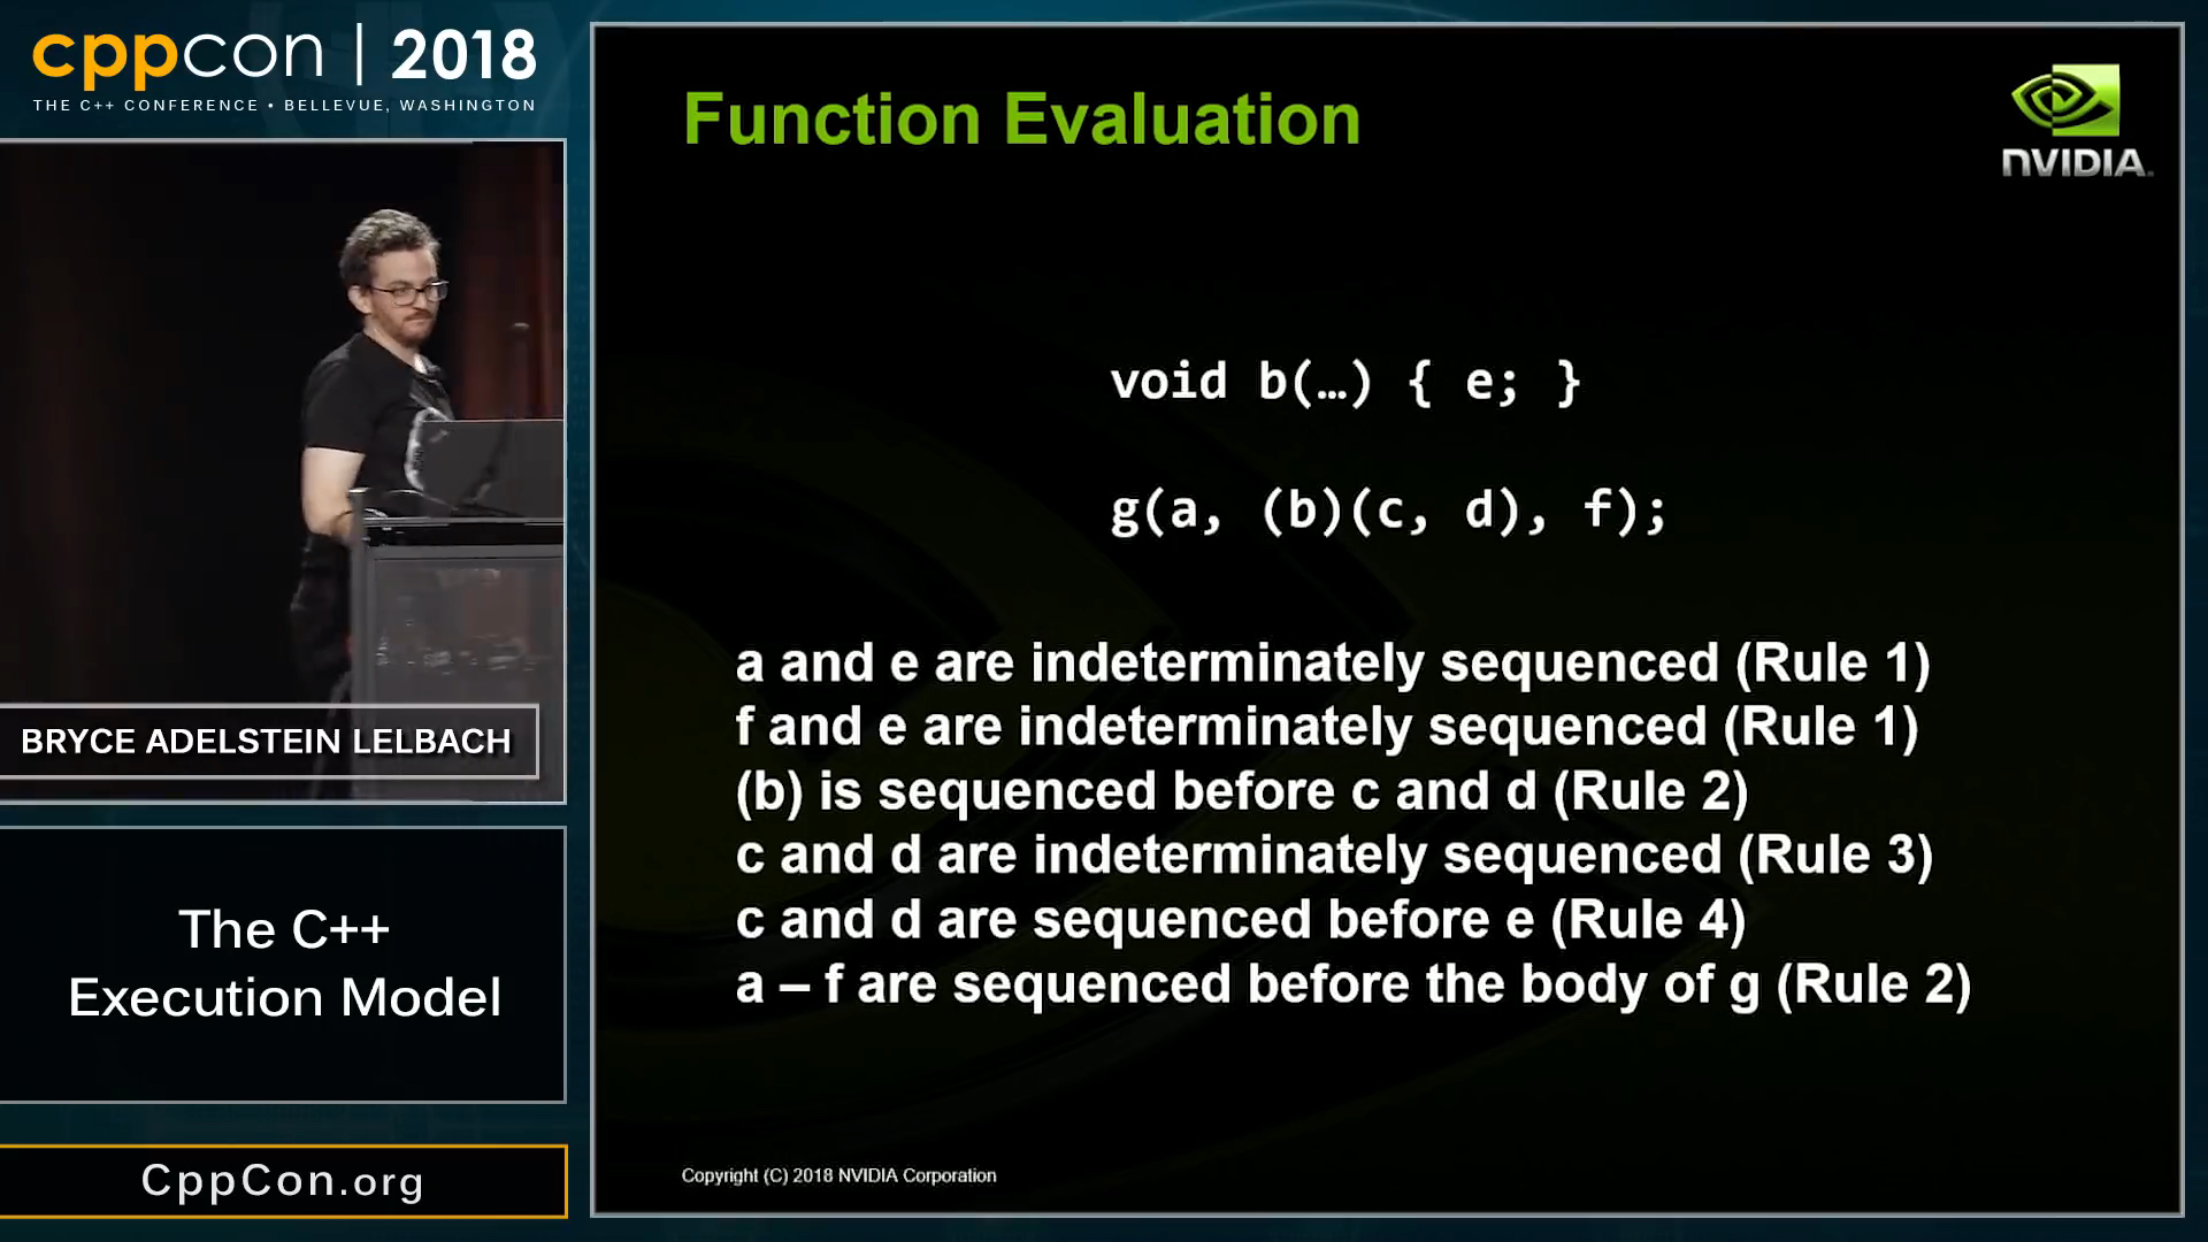 cppcon | 2018
THE C++ CONFERENCE • BELLEVUE, WASHINGTON
BRYCE ADELSTEIN LELBACH
The C++
Execution Model
CppCon.org
Function Evaluation
NVIDIA.
void b(…) { e; }
g(a, (b)(c, d), f);
a and e are indeterminately sequenced (Rule 1)
f and e are indeterminately sequenced (Rule 1)
(b) is sequenced before c and d (Rule 2)
c and d are indeterminately sequenced (Rule 3)
c and d are sequenced before e (Rule 4)
a – f are sequenced before the body of g (Rule 2)
Copyright (C) 2018 NVIDIA Corporation